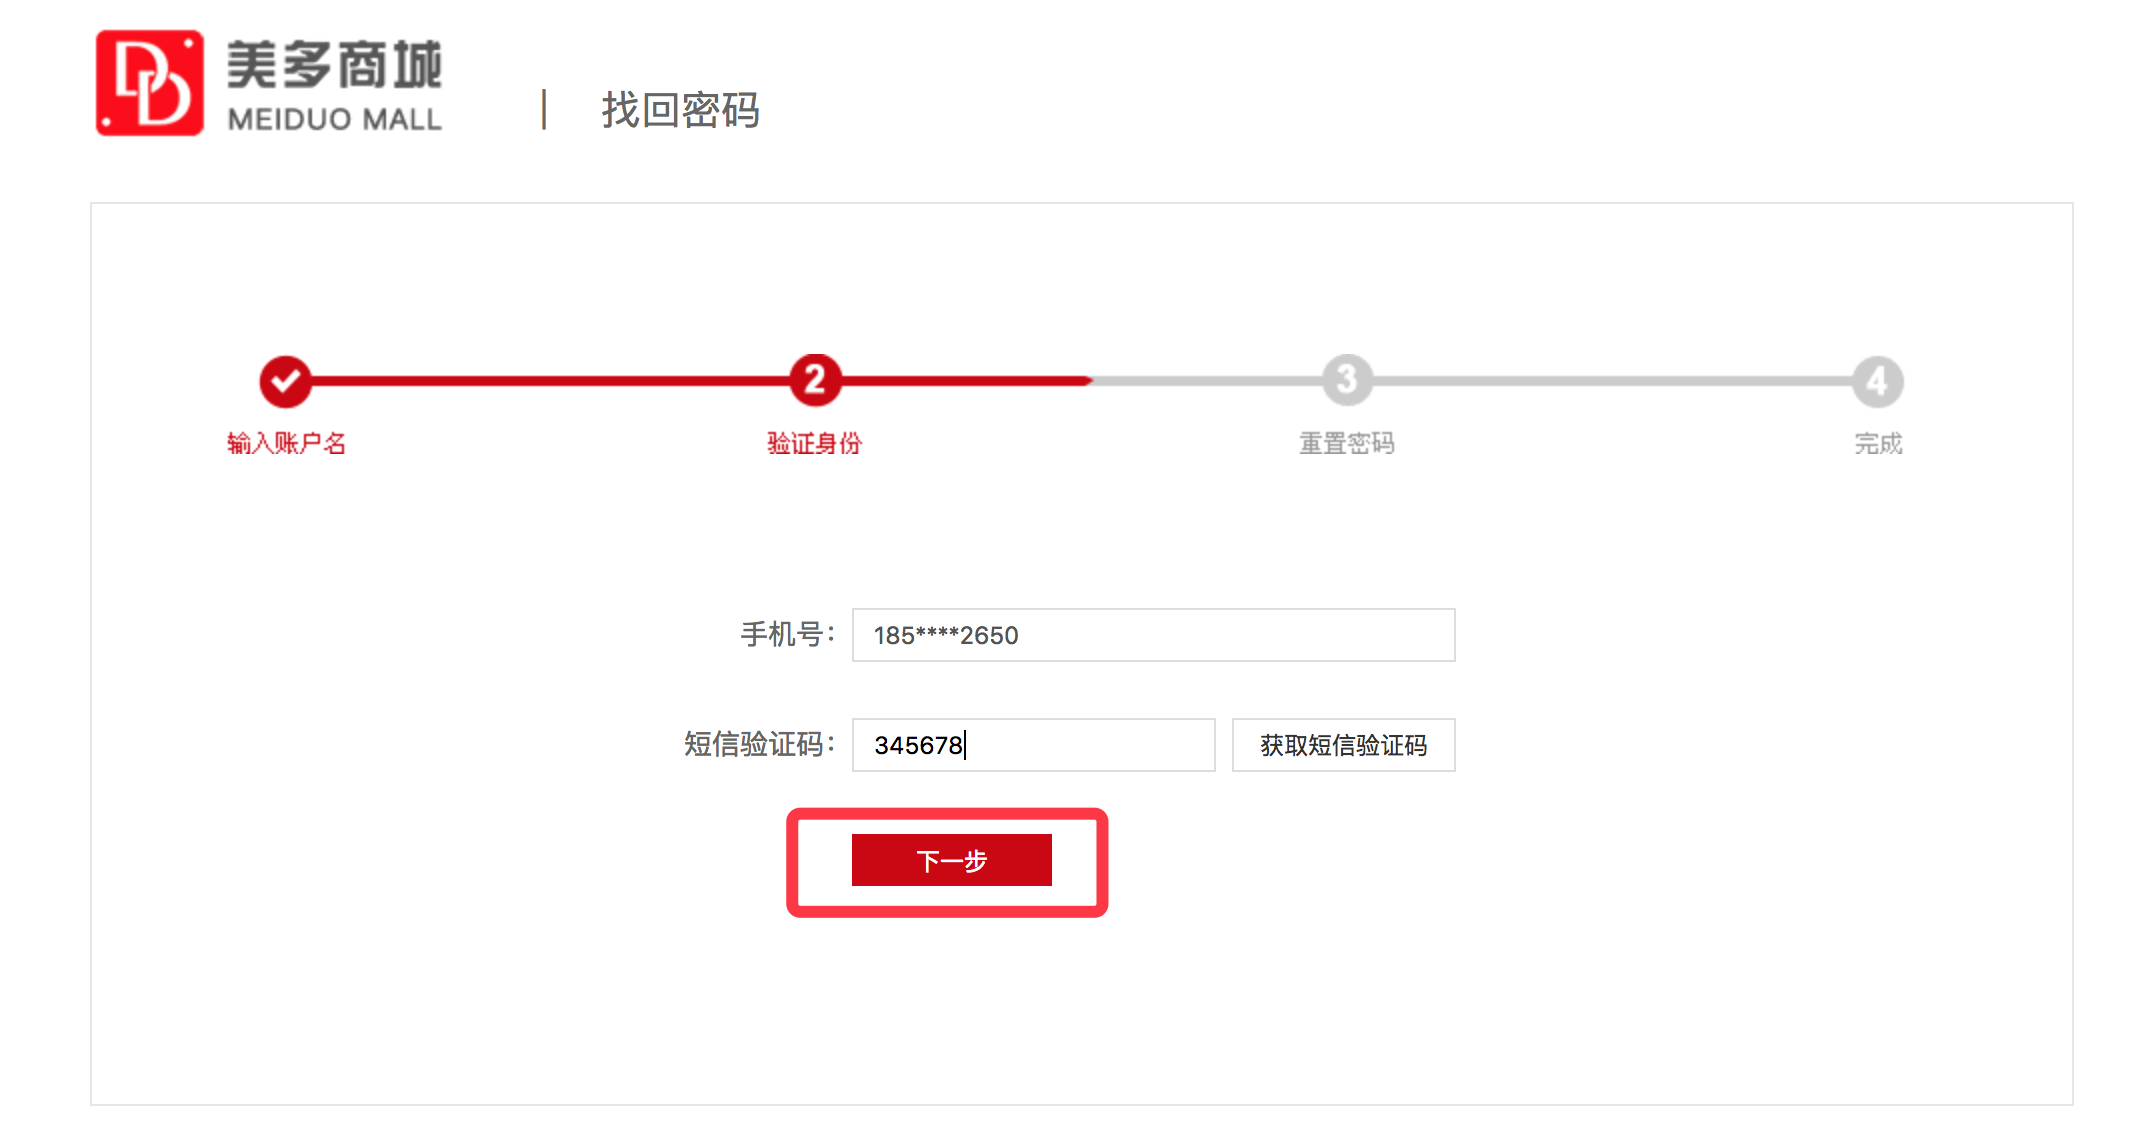 美多商城
MEIDUO MALL
| 找回密码
2 3 4
输入账户名 验证身份 重置密码 完成
手机号： 185****2650
短信验证码： 345678 获取短信验证码
下一步